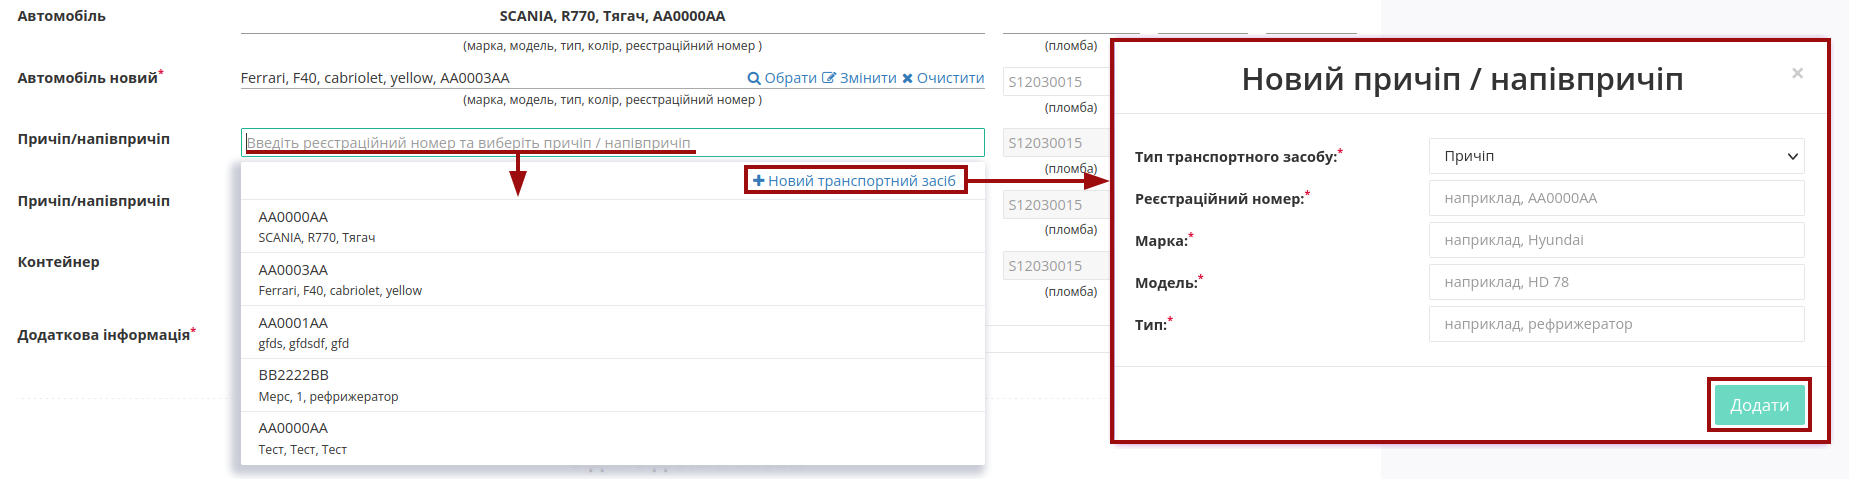 Автомобіль
SCANIA, R770, Тягач, AA0000AA
(марка, модель, тип, колір, реєстраційний номер )
(пломба)
Автомобіль новий*
Ferrari, F40, cabriolet, yellow, AA0003AA
Обрати Змінити Очистити
S12030015
(марка, модель, тип, колір, реєстраційний номер )
(пломба)
Причіп/напівпричіп
Введіть реєстраційний номер та виберіть причіп / напівпричіп
S12030015
(пломба)
Новий транспортний засіб
Причіп/напівпричіп
S12030015
(пломба)
AA0000AA
SCANIA, R770, Тягач
Контейнер
S12030015
(пломба)
AA0003AA
Ferrari, F40, cabriolet, yellow
Додаткова інформація*
AA0001AA
gfds, gfdsdf, gfd
BB2222BB
Мерс, 1, рефрижератор
AA0000AA
Тест, Тест, Тест
Новий причіп / напівпричіп
×
Тип транспортного засобу:*
Причіп
Реєстраційний номер:*
наприклад, AA0000AA
Марка:*
наприклад, Hyundai
Модель:*
наприклад, HD 78
Тип:*
наприклад, рефрижератор
Додати